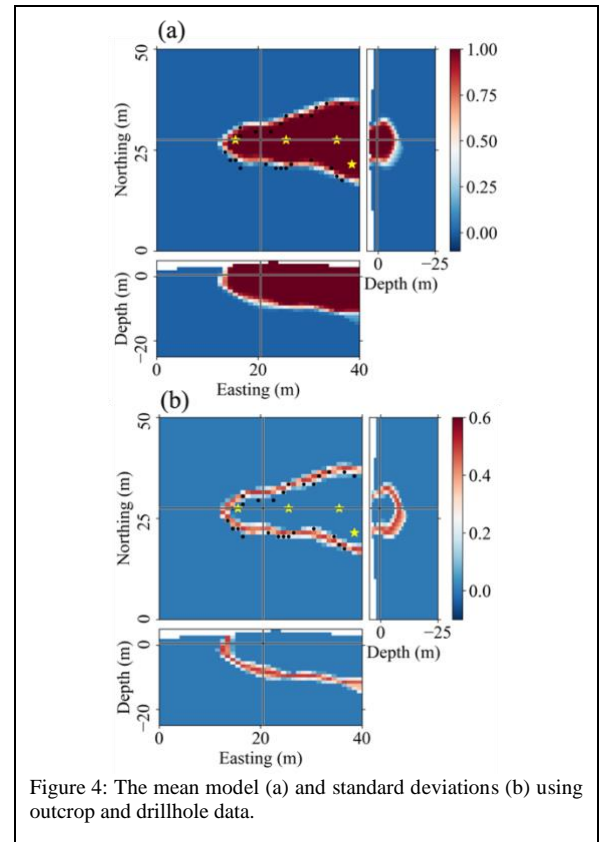 (a)
50
25
0
Northing (m)
1.00
0.75
0.50
0.25
0.00
0
−25
Depth (m)
0
−20
Depth (m)
0
20
40
Easting (m)
(b)
50
25
0
Northing (m)
0.6
0.4
0.2
0.0
0
−25
Depth (m)
0
−20
Depth (m)
0
20
40
Easting (m)
Figure 4: The mean model (a) and standard deviations (b) using
outcrop and drillhole data.